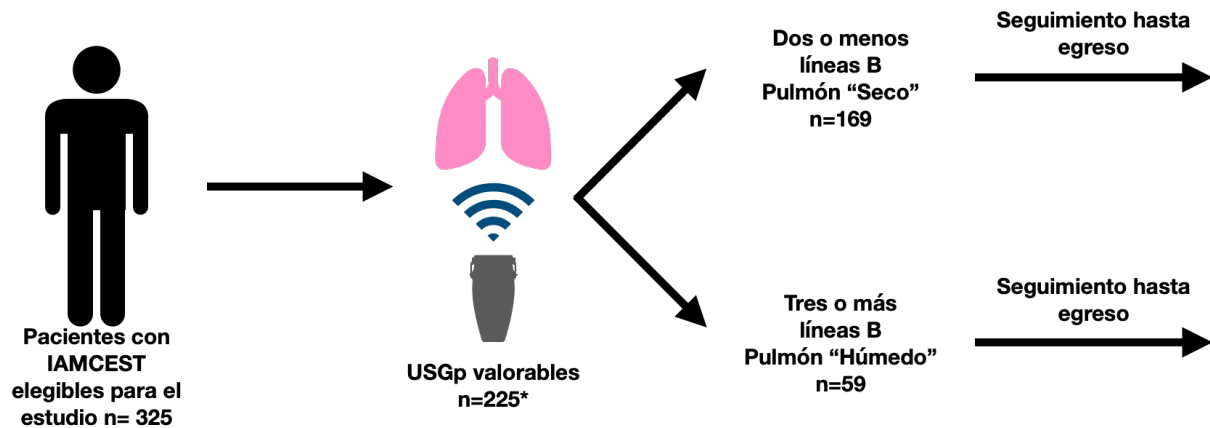 Pacientes con
IAMCEST
elegibles para el
estudio n= 325
USGp valorables
n=225*
Dos o menos
líneas B
Pulmón “Seco”
n=169
Seguimiento hasta
egreso
Tres o más
líneas B
Pulmón “Húmedo”
n=59
Seguimiento hasta
egreso